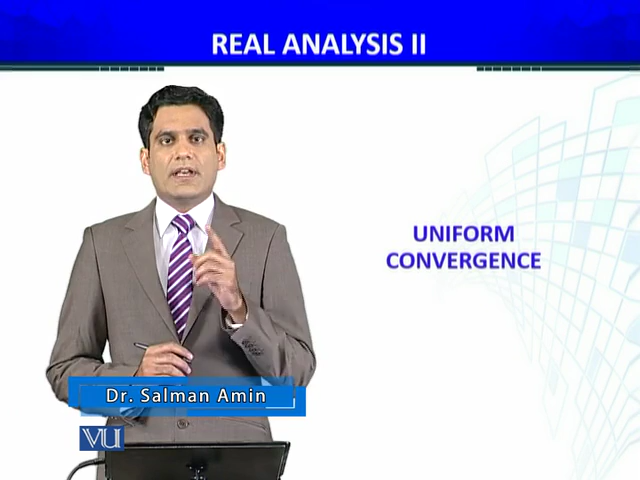 REAL ANALYSIS II
UNIFORM
CONVERGENCE
Dr. Salman Amin
VU